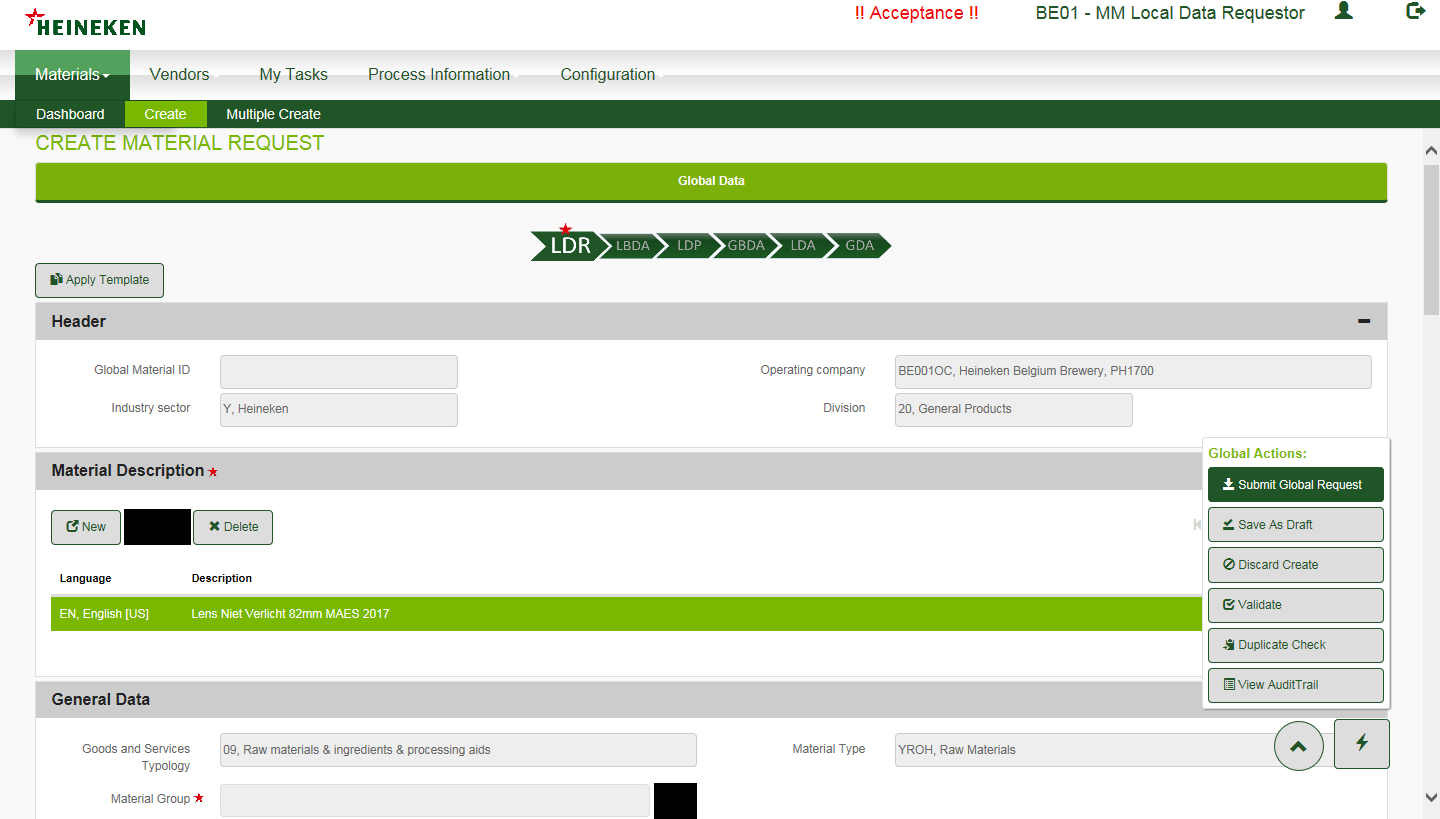 HEINEKEN
!! Acceptance !!
BE01 - MM Local Data Requestor
Materials
Vendors
My Tasks
Process Information
Configuration
Dashboard
Create
Multiple Create
CREATE MATERIAL REQUEST
Global Data
LDR
LBDA
LDP
GBDA
LDA
GDA
Apply Template
Header
Global Material ID
Operating company
BE001OC, Heineken Belgium Brewery, PH1700
Industry sector
Y, Heineken
Division
20, General Products
Material Description
Global Actions:
Submit Global Request
Save As Draft
Discard Create
Validate
Duplicate Check
View AuditTrail
New
Delete
Language
Description
EN, English [US]
Lens Niet Verlicht 82mm MAES 2017
General Data
Goods and Services
Typology
09, Raw materials & ingredients & processing aids
Material Type
YROH, Raw Materials
Material Group